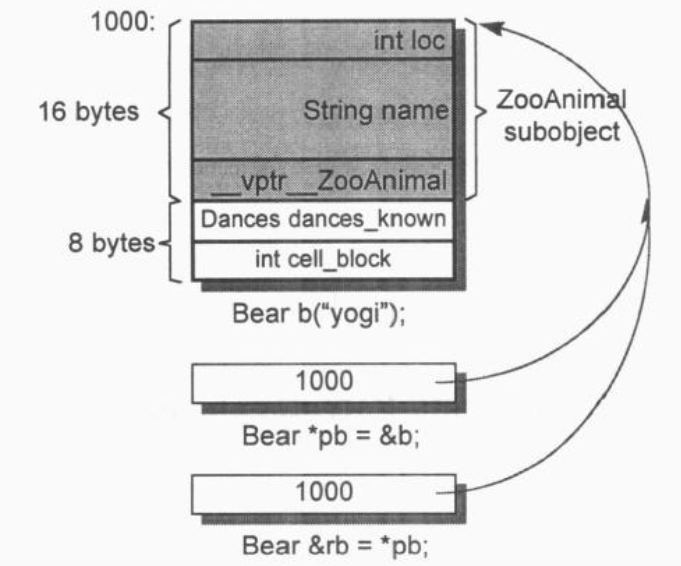 1000:
int loc
16 bytes
String name
ZooAnimal
subobject
__vptr__ZooAnimal
Dances dances_known
8 bytes
int cell_block
Bear b(“yogi”);
1000
Bear *pb = &b;
1000
Bear &rb = *pb;